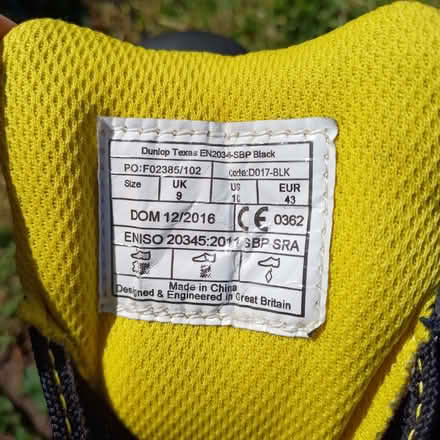 Dunlop Texas EN2034-SBP Black
PO:F02385/102 Code:D017-BLK
Size UK US EUR
9 10 43
DOM 12/2016 CE 0362
ENISO 20345:2011 SBP SRA
Made in China
Designed & Engineered in Great Britain